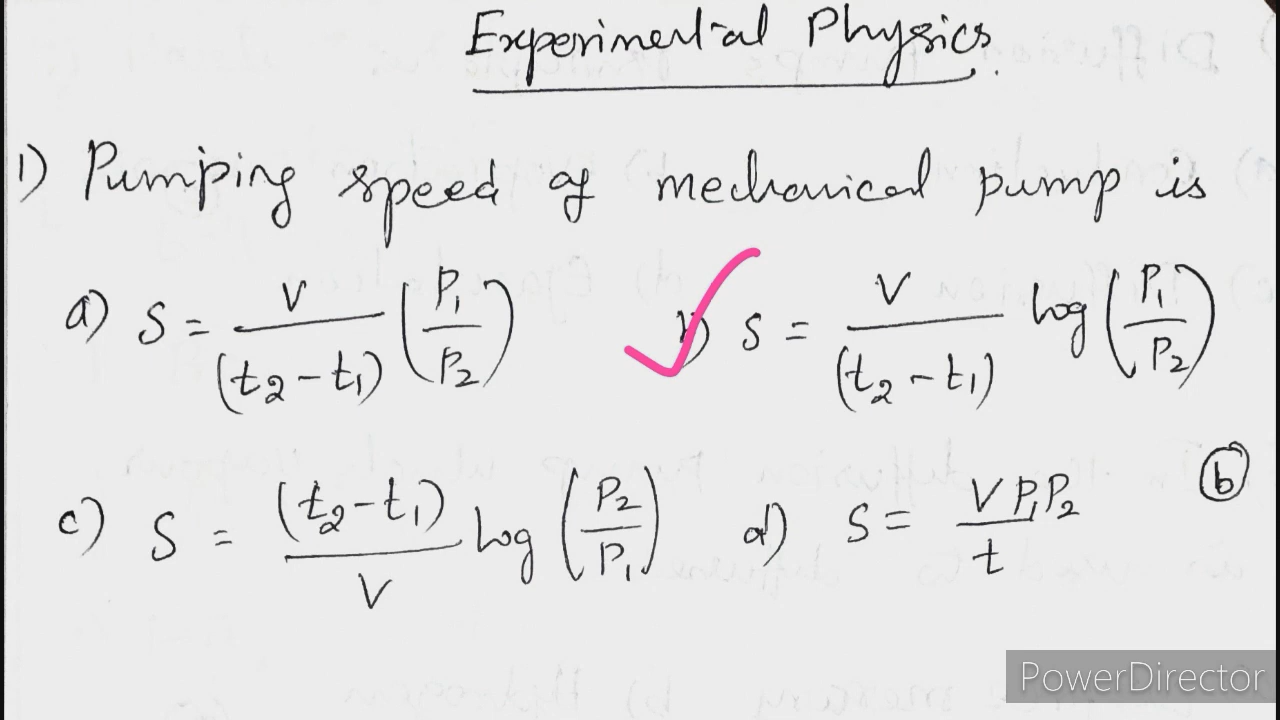 Experimental Physics.
1) Pumping speed of mechanical pump is
a) S = V/(t₂-t₁) (P₁/P₂) b) S = V/(t₂-t₁) log (P₁/P₂)
c) S = (t₂-t₁)/V log (P₂/P₁) d) S = VP₁P₂/t (b)
PowerDirector